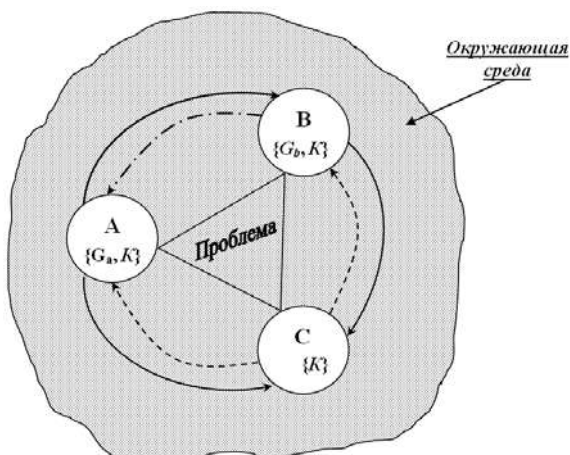 Окружающая
среда
B
{G_b, K}
A
{G_a, K}
Проблема
C
{K}